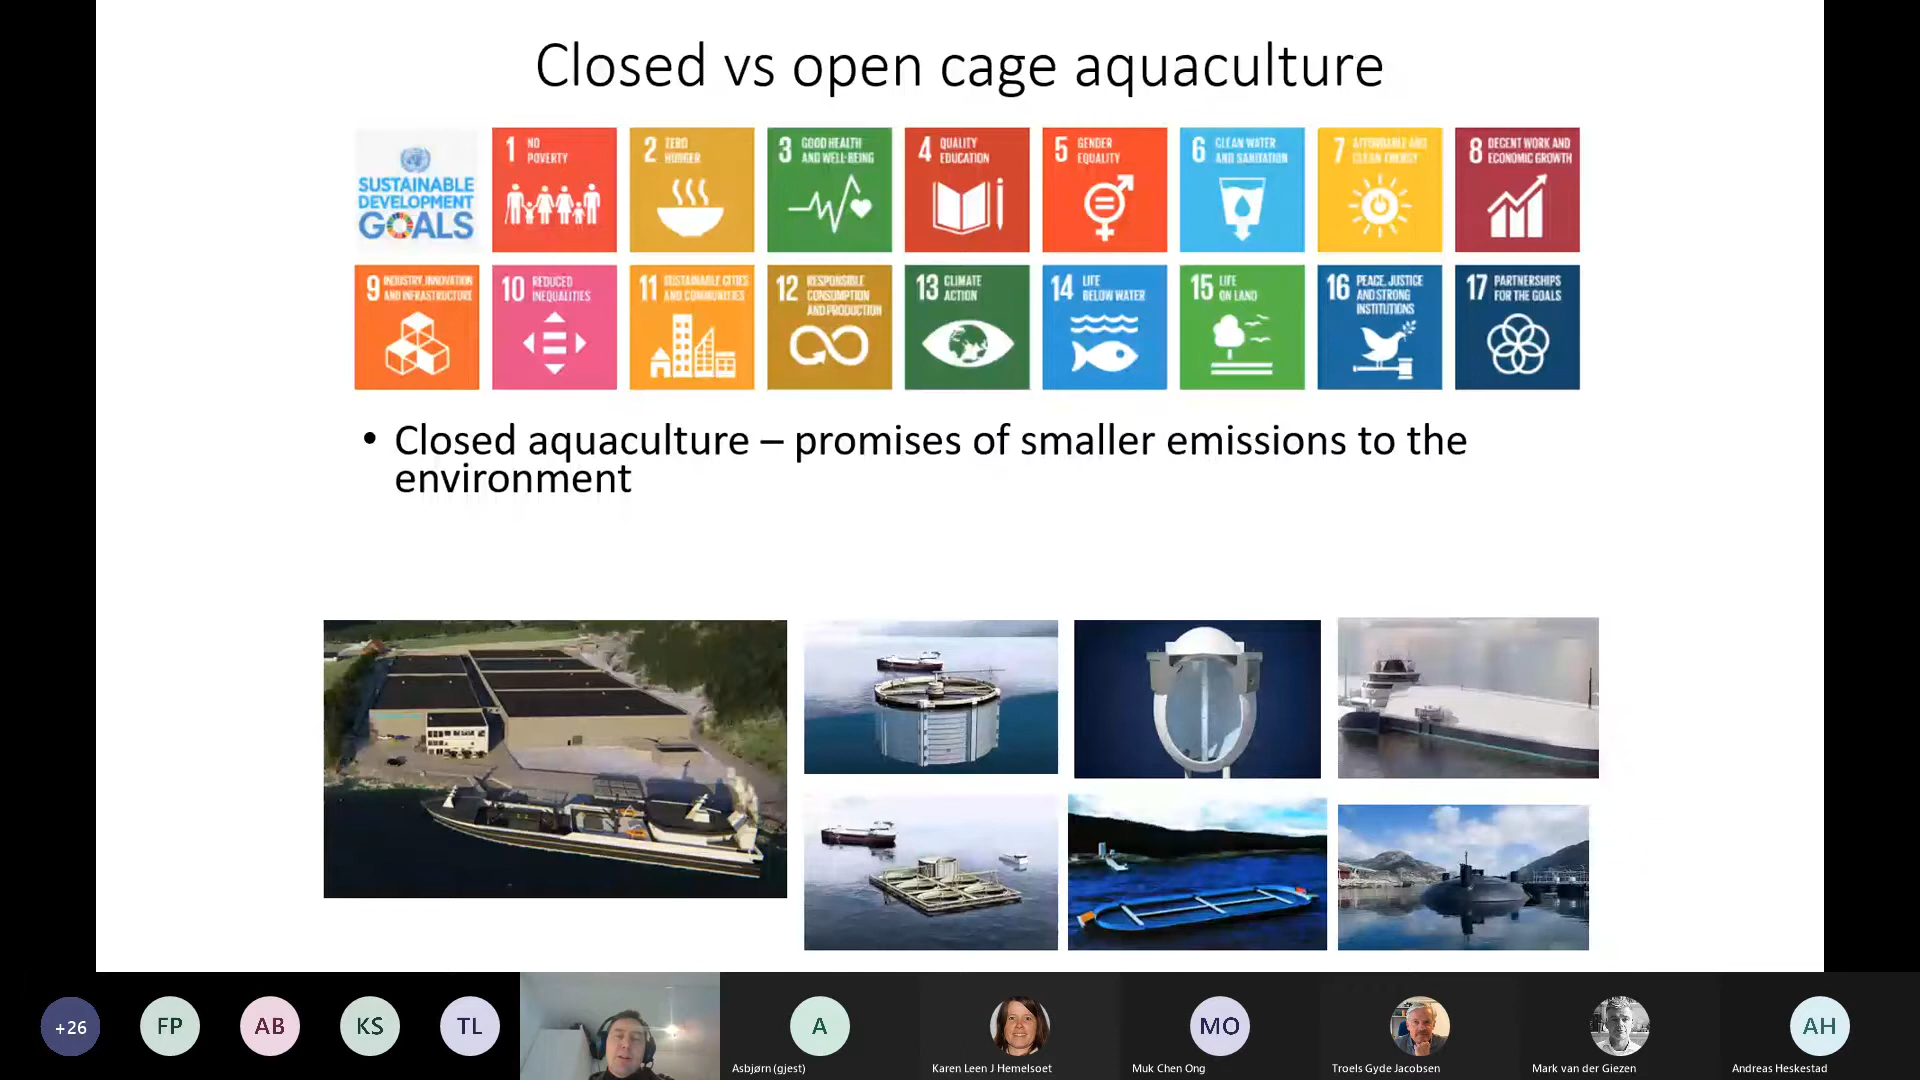 Closed vs open cage aquaculture
SUSTAINABLE
DEVELOPMENT
GOALS
1 NO
POVERTY
2 ZERO
HUNGER
3 GOOD HEALTH
AND WELL-BEING
4 QUALITY
EDUCATION
5 GENDER
EQUALITY
6 CLEAN WATER
AND SANITATION
7 AFFORDABLE AND
CLEAN ENERGY
8 DECENT WORK AND
ECONOMIC GROWTH
9 INDUSTRY, INNOVATION
AND INFRASTRUCTURE
10 REDUCED
INEQUALITIES
11 SUSTAINABLE CITIES
AND COMMUNITIES
12 RESPONSIBLE
CONSUMPTION
AND PRODUCTION
13 CLIMATE
ACTION
14 LIFE
BELOW WATER
15 LIFE
ON LAND
16 PEACE, JUSTICE
AND STRONG
INSTITUTIONS
17 PARTNERSHIPS
FOR THE GOALS
• Closed aquaculture – promises of smaller emissions to the
environment
+26
FP
AB
KS
TL
A
Asbjørn (gjest)
Karen Leen J Hemelsoet
MO
Muk Chen Ong
Troels Gyde Jacobsen
Mark van der Giezen
AH
Andreas Heskestad